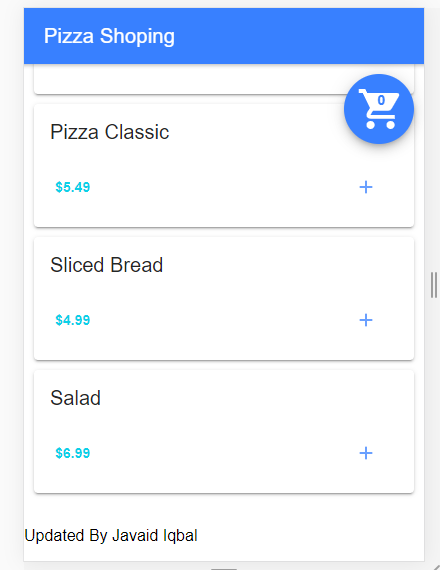 Pizza Shoping
0
Pizza Classic
$5.49
+
Sliced Bread
$4.99
+
Salad
$6.99
+
Updated By Javaid Iqbal